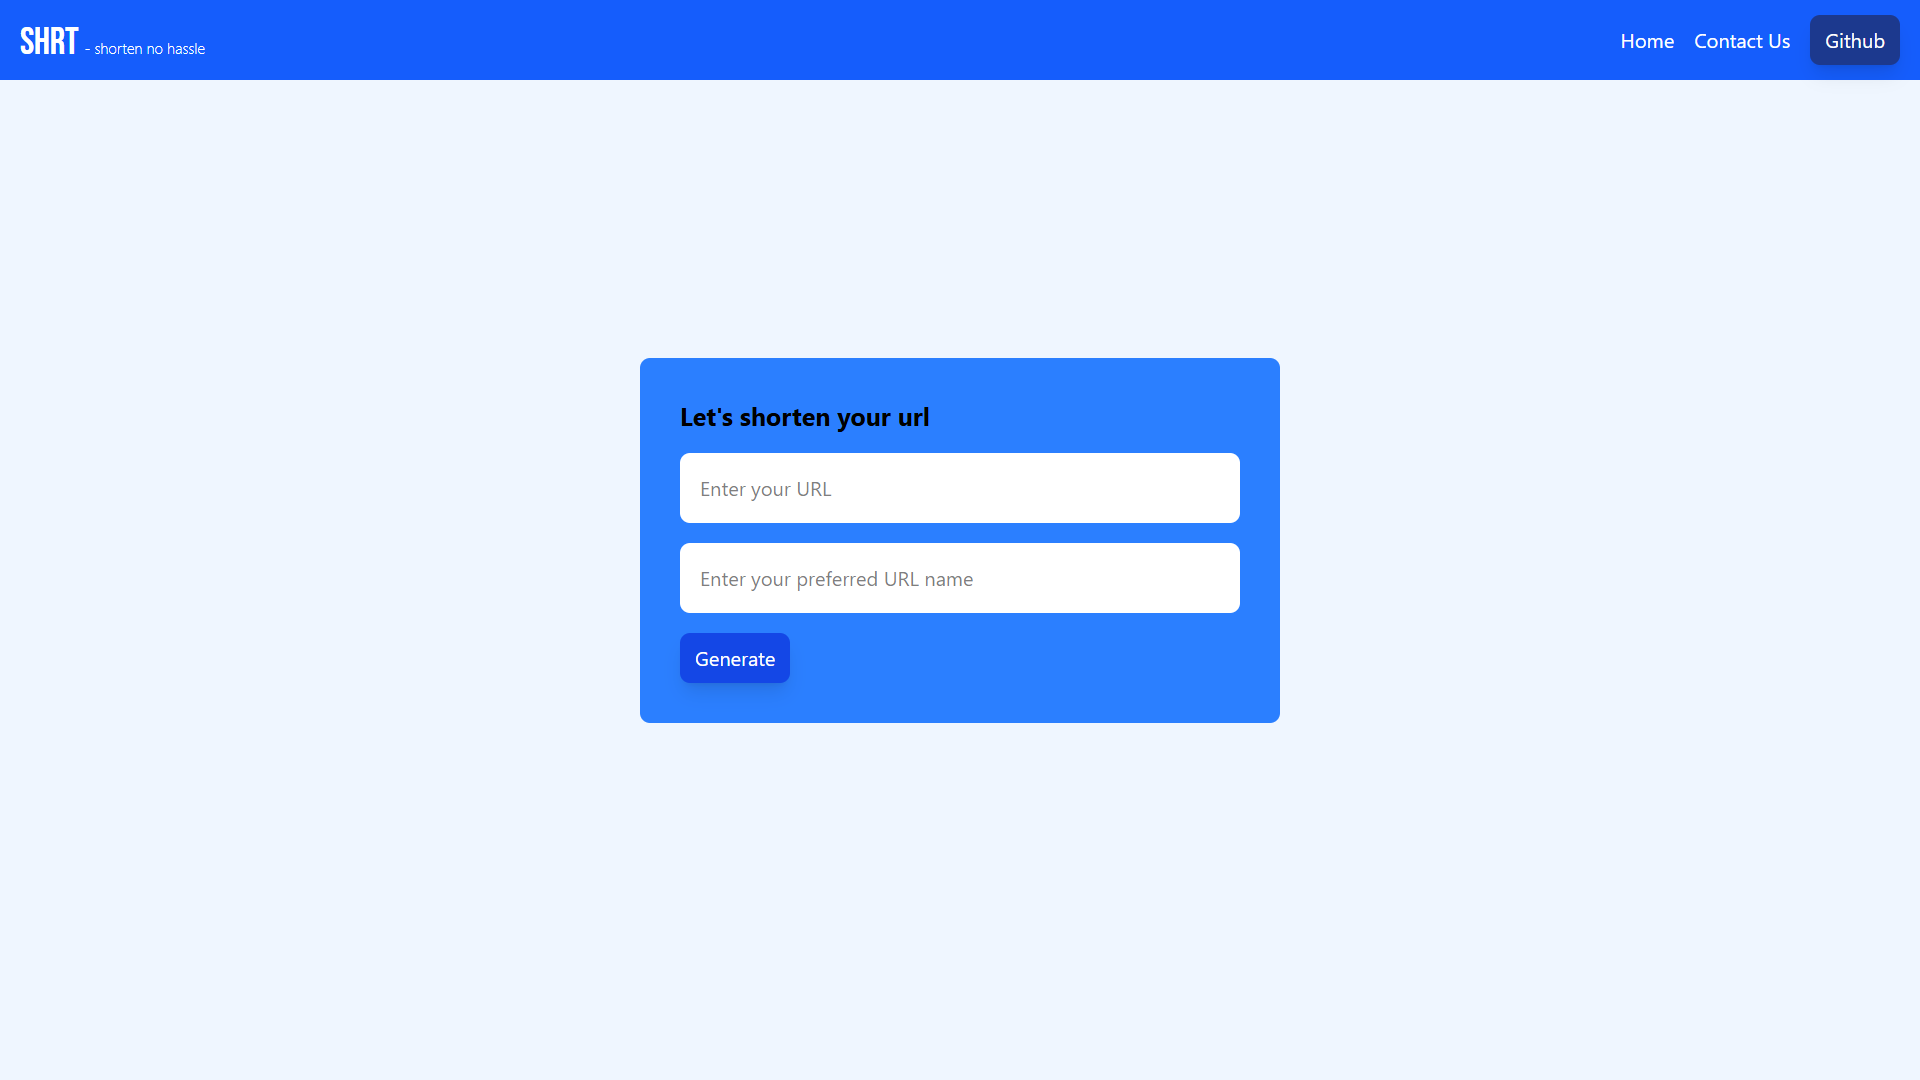 SHRT - shorten no hassle
Home Contact Us Github
Let's shorten your url
Enter your URL
Enter your preferred URL name
Generate